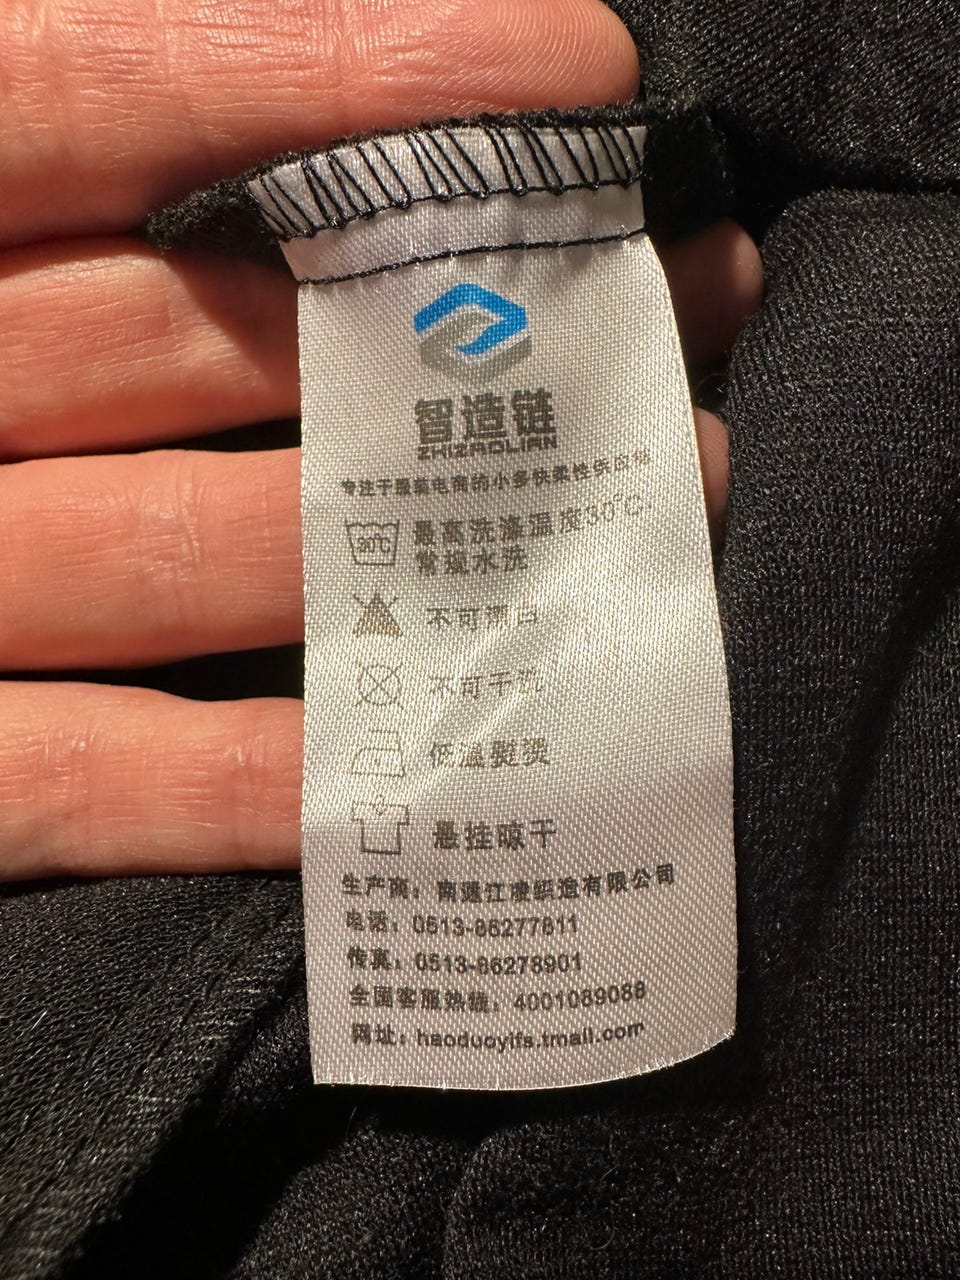 智造链
ZHIZAOLIAN
专注于服装电商的小多快柔性供应链
30℃
最高洗涤温度30℃.
常规水洗
不可漂白
不可干洗
低温熨烫
悬挂晾干
生产商：南通江凌织造有限公司
电话：0513-86277811
传真：0513-86278901
全国客服热线：4001089088
网址：haoduoyifs.tmall.com